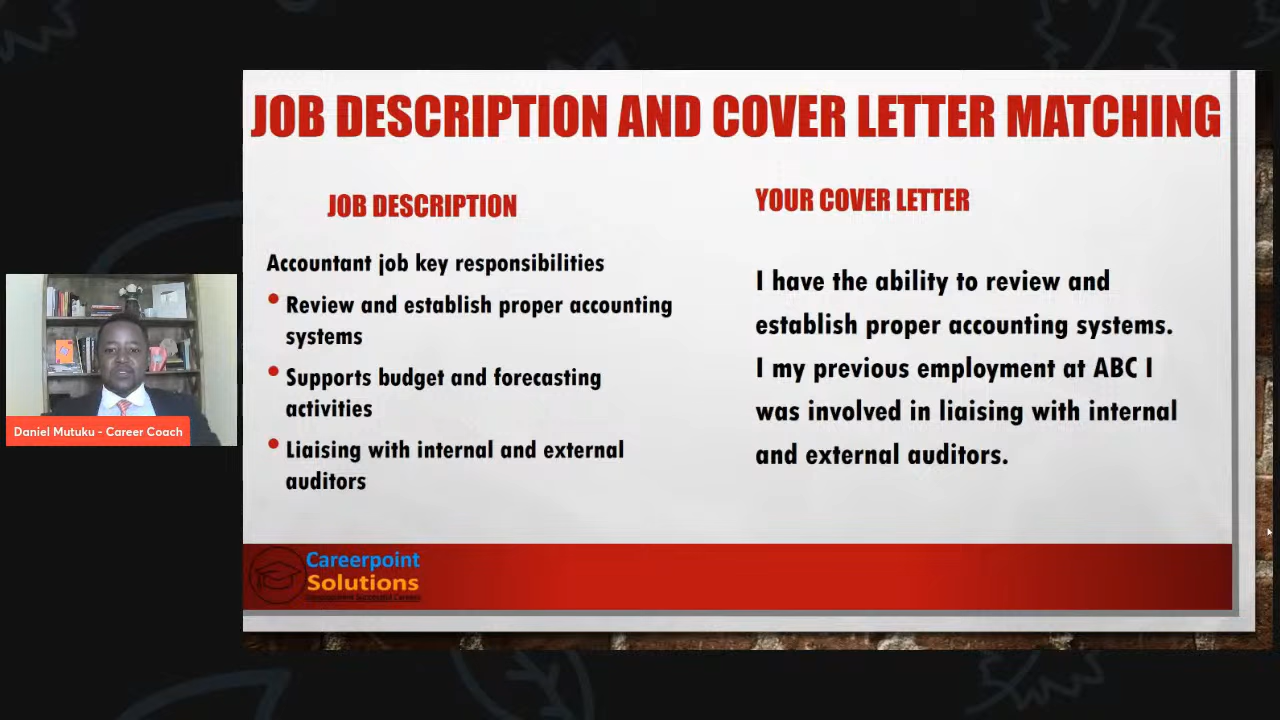 JOB DESCRIPTION AND COVER LETTER MATCHING
JOB DESCRIPTION
Accountant job key responsibilities
Review and establish proper accounting
systems
Supports budget and forecasting
activities
Liaising with internal and external
auditors
YOUR COVER LETTER
I have the ability to review and
establish proper accounting systems.
I my previous employment at ABC I
was involved in liaising with internal
and external auditors.
Daniel Mutuku - Career Coach
Careerpoint
Solutions